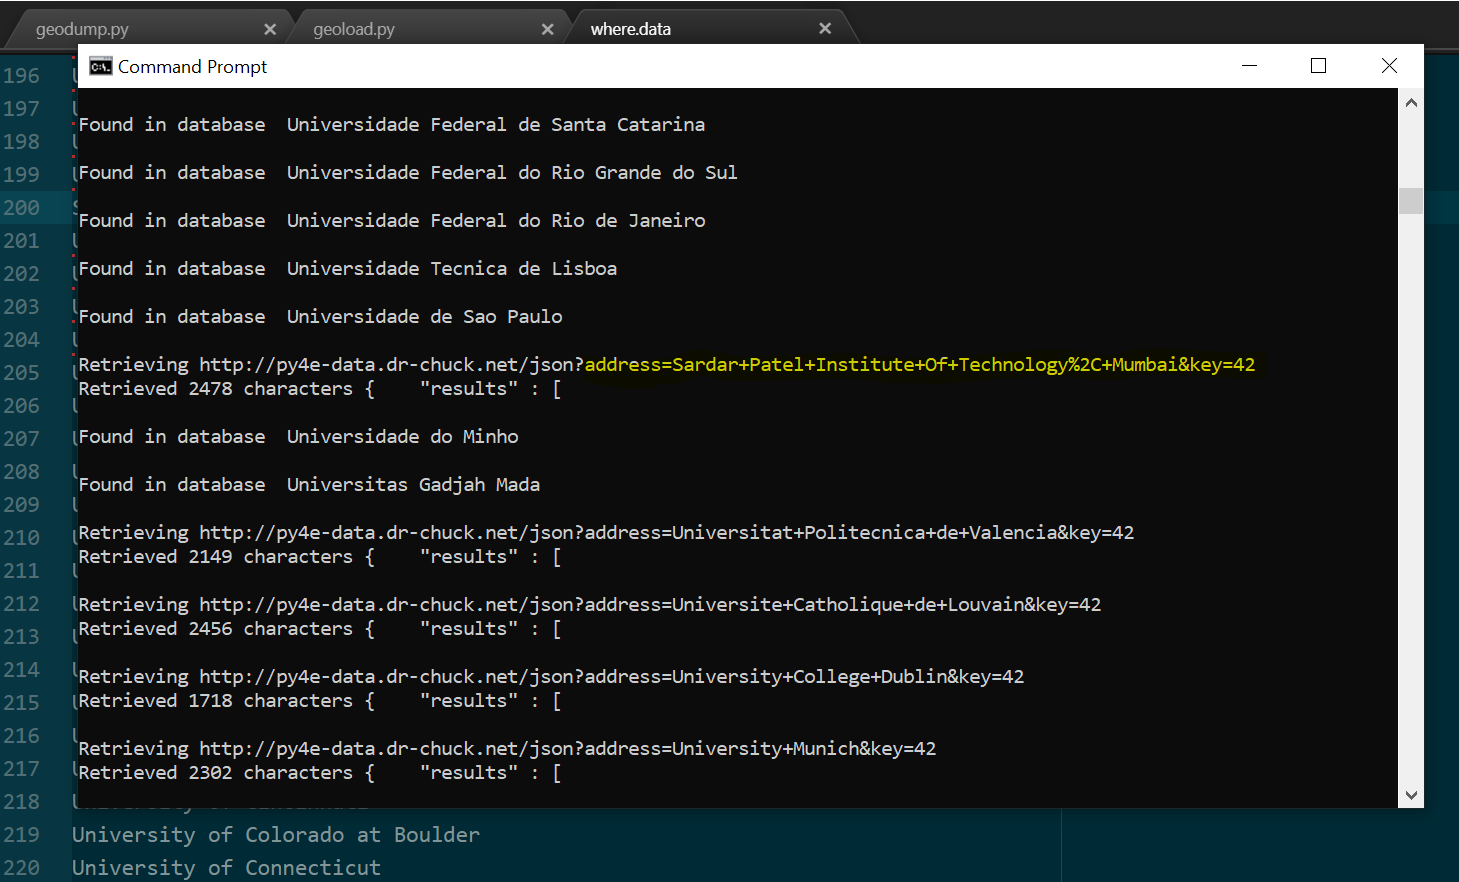 geodump.py × geoload.py × where.data ×
Command Prompt
196 U
197 U
198 U
199 U
200 S
201 U
202 U
203 U
204 U
205 U
206 U
207 U
208 U
209 U
210 U
211 U
212 U
213 U
214 U
215 U
216 U
217 U
218
219 University of Colorado at Boulder
220 University of Connecticut
Found in database  Universidade Federal de Santa Catarina
Found in database  Universidade Federal do Rio Grande do Sul
Found in database  Universidade Federal do Rio de Janeiro
Found in database  Universidade Tecnica de Lisboa
Found in database  Universidade de Sao Paulo
Retrieving http://py4e-data.dr-chuck.net/json?address=Sardar+Patel+Institute+Of+Technology%2C+Mumbai&key=42
Retrieved 2478 characters {    "results" : [
Found in database  Universidade do Minho
Found in database  Universitas Gadjah Mada
Retrieving http://py4e-data.dr-chuck.net/json?address=Universitat+Politecnica+de+Valencia&key=42
Retrieved 2149 characters {    "results" : [
Retrieving http://py4e-data.dr-chuck.net/json?address=Universite+Catholique+de+Louvain&key=42
Retrieved 2456 characters {    "results" : [
Retrieving http://py4e-data.dr-chuck.net/json?address=University+College+Dublin&key=42
Retrieved 1718 characters {    "results" : [
Retrieving http://py4e-data.dr-chuck.net/json?address=University+Munich&key=42
Retrieved 2302 characters {    "results" : [